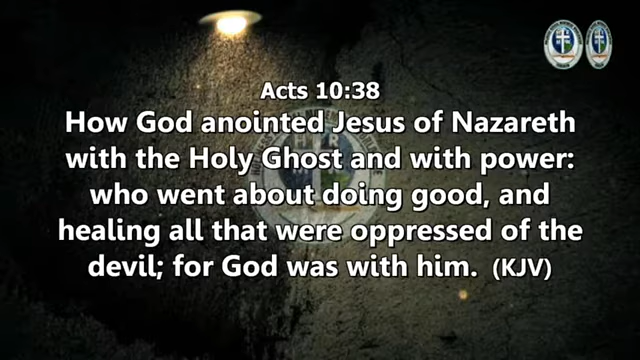 Acts 10:38
How God anointed Jesus of Nazareth
with the Holy Ghost and with power:
who went about doing good, and
healing all that were oppressed of the
devil; for God was with him. (KJV)